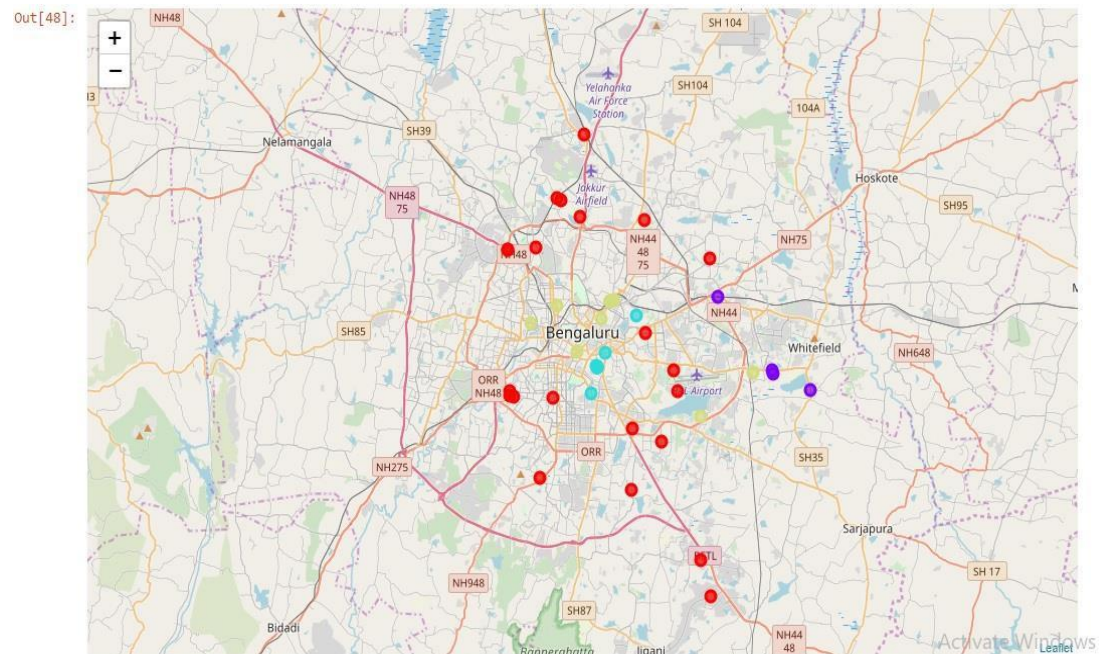 Out[48]:
+
−
NH48
SH 104
Yelahanka
Air Force
Station
SH104
104A
SH39
Nelamangala
Hoskote
Jakkur
Airfield
NH48
75
SH95
NH44
48
75
NH75
NH48
NH44
SH85
Bengaluru
Whitefield
NH648
ORR
NH48
Airport
ORR
SH35
NH275
Sarjapura
NH948
SH 17
SH87
Bidadi
NH44
48
Bannerghatta
Jigani
Activate Windows
Leaflet